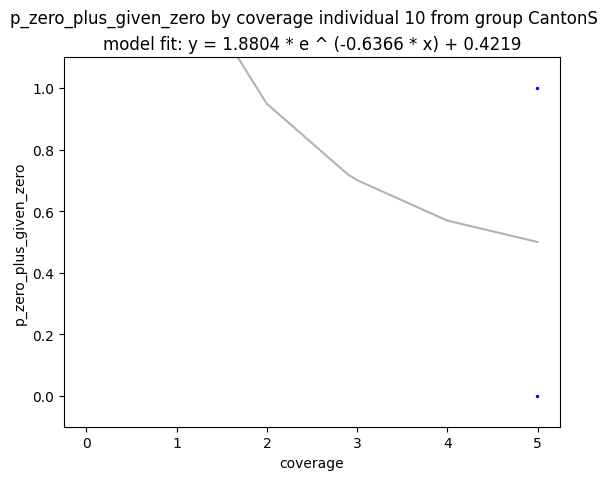 p_zero_plus_given_zero by coverage individual 10 from group CantonS
model fit: y = 1.8804 * e ^ (-0.6366 * x) + 0.4219
1.0
0.8
0.6
0.4
0.2
0.0
p_zero_plus_given_zero
0 1 2 3 4 5
coverage